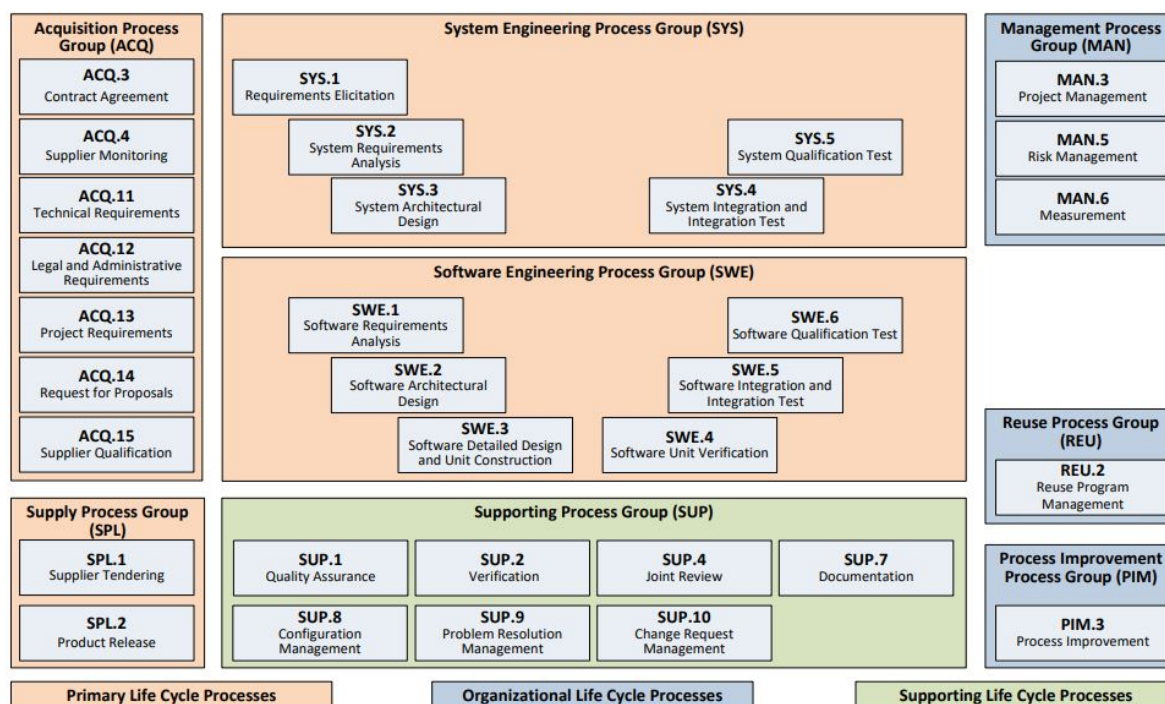 Acquisition Process
Group (ACQ)
ACQ.3
Contract Agreement
ACQ.4
Supplier Monitoring
ACQ.11
Technical Requirements
ACQ.12
Legal and Administrative
Requirements
ACQ.13
Project Requirements
ACQ.14
Request for Proposals
ACQ.15
Supplier Qualification
System Engineering Process Group (SYS)
SYS.1
Requirements Elicitation
SYS.2
System Requirements
Analysis
SYS.3
System Architectural
Design
SYS.5
System Qualification Test
SYS.4
System Integration and
Integration Test
Management Process
Group (MAN)
MAN.3
Project Management
MAN.5
Risk Management
MAN.6
Measurement
Software Engineering Process Group (SWE)
SWE.1
Software Requirements
Analysis
SWE.2
Software Architectural
Design
SWE.3
Software Detailed Design
and Unit Construction
SWE.6
Software Qualification Test
SWE.5
Software Integration and
Integration Test
SWE.4
Software Unit Verification
Reuse Process Group
(REU)
REU.2
Reuse Program
Management
Supply Process Group
(SPL)
SPL.1
Supplier Tendering
SPL.2
Product Release
Supporting Process Group (SUP)
SUP.1
Quality Assurance
SUP.2
Verification
SUP.4
Joint Review
SUP.7
Documentation
SUP.8
Configuration
Management
SUP.9
Problem Resolution
Management
SUP.10
Change Request
Management
Process Improvement
Process Group (PIM)
PIM.3
Process Improvement
Primary Life Cycle Processes
Organizational Life Cycle Processes
Supporting Life Cycle Processes